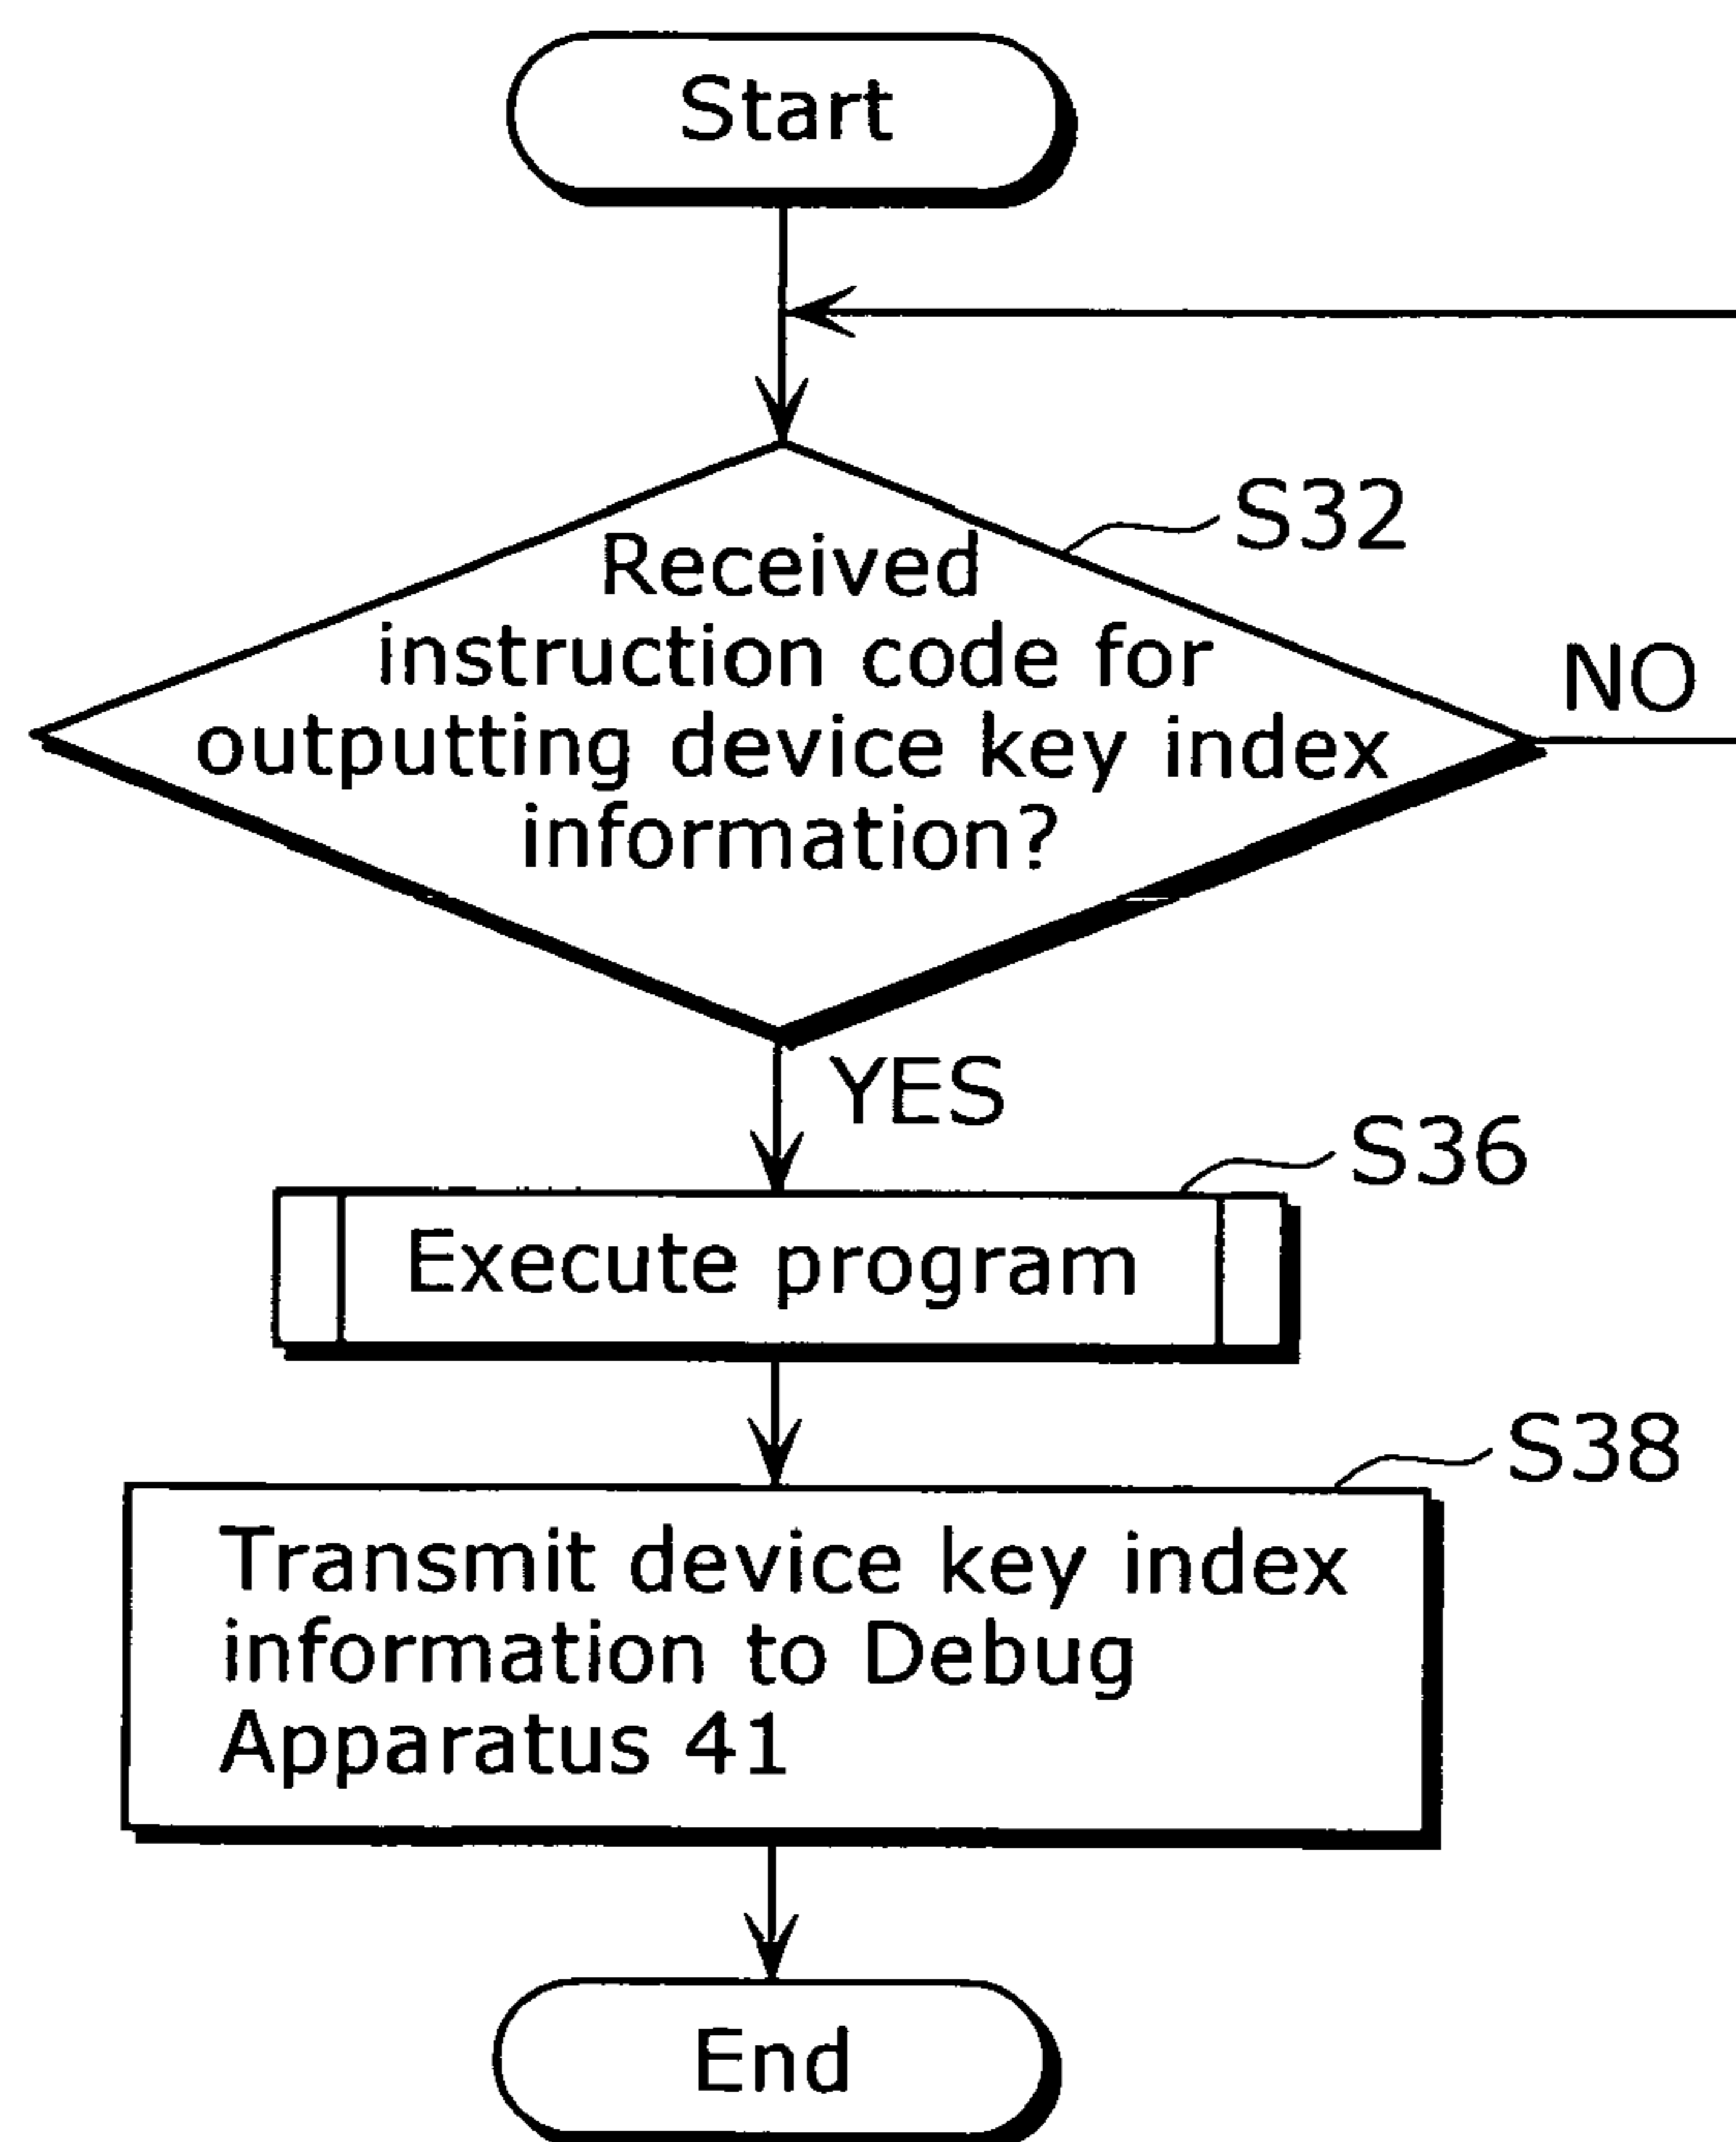 Start
S32
Received
instruction code for
outputting device key index
information?
NO
YES
S36
Execute program
S38
Transmit device key index
information to Debug
Apparatus 41
End